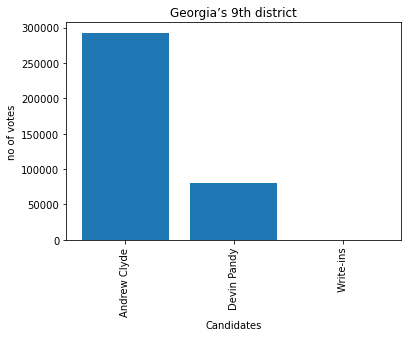 Georgia’s 9th district
300000
250000
200000
150000
100000
50000
0
no of votes
Andrew Clyde
Devin Pandy
Write-ins
Candidates